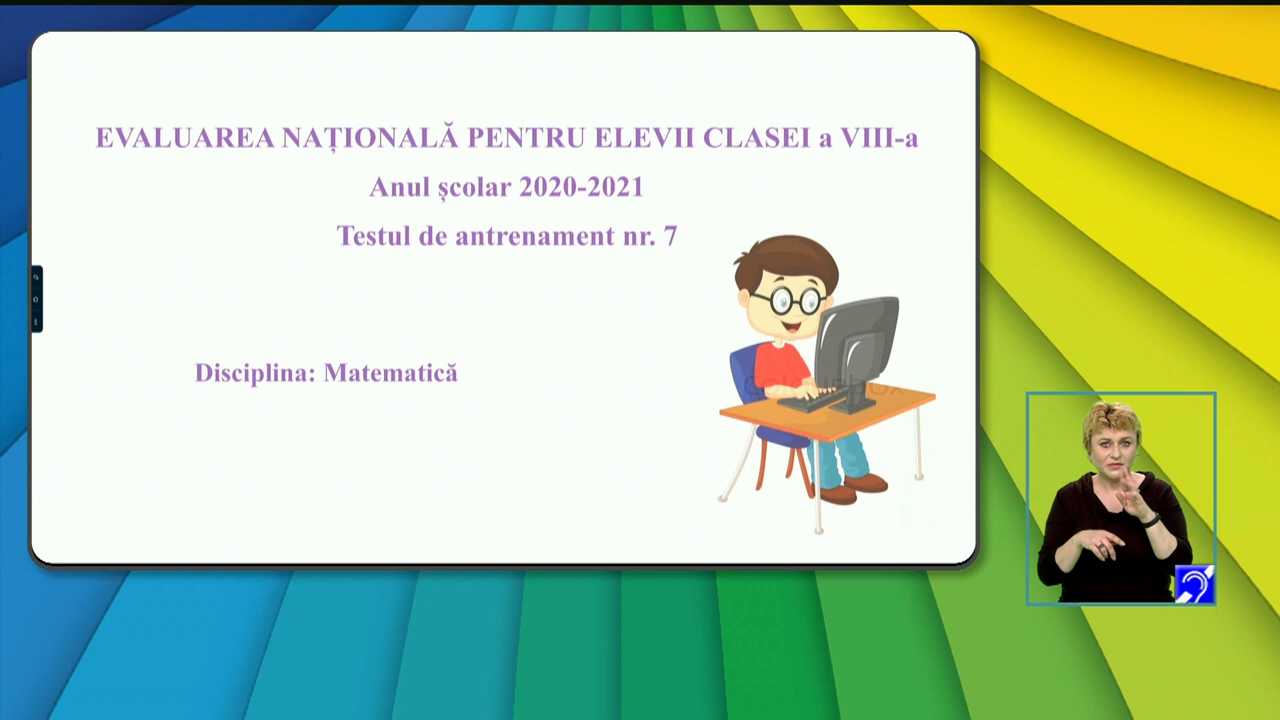 EVALUAREA NAȚIONALĂ PENTRU ELEVII CLASEI a VIII-a
Anul școlar 2020-2021
Testul de antrenament nr. 7
Disciplina: Matematică